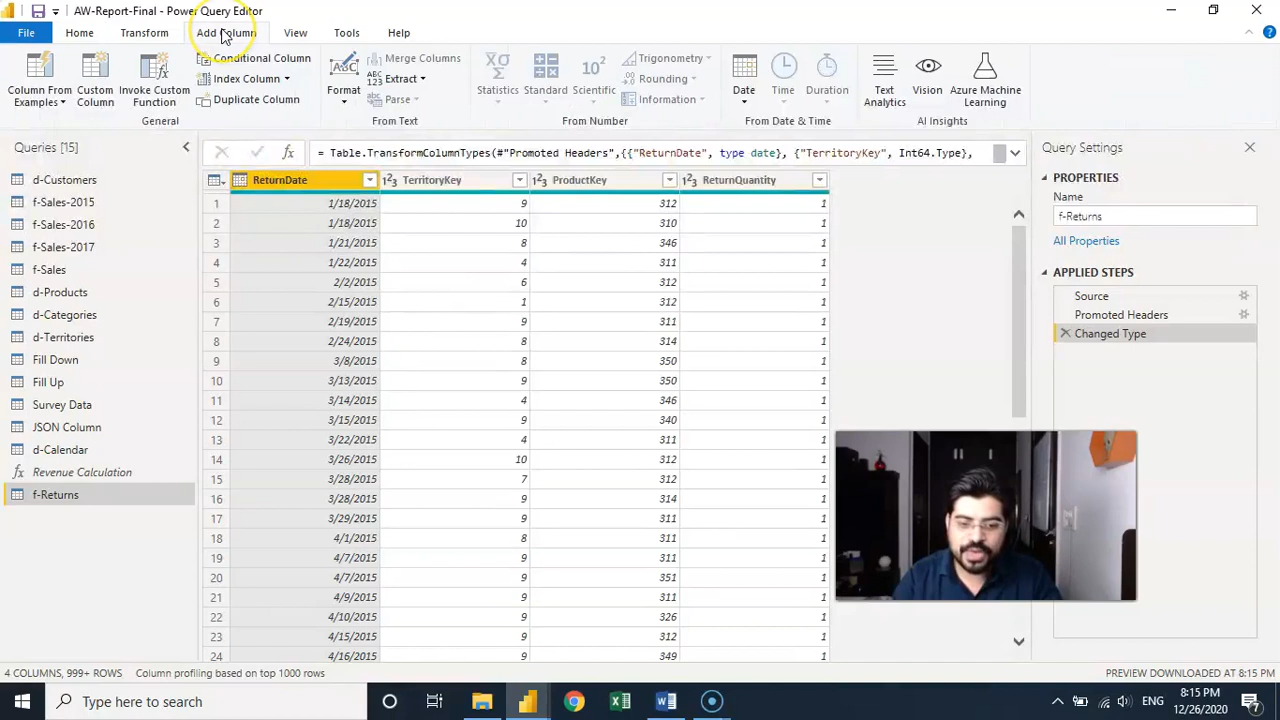 AW-Report-Final - Power Query Editor
File Home Transform Add Column View Tools Help
Column From Examples
Custom Column
Invoke Custom Function
Conditional Column
Index Column
Duplicate Column
General
Format
Merge Columns
Extract
Parse
From Text
Statistics
Standard
Scientific
Trigonometry
Rounding
Information
From Number
Date
Time
Duration
From Date & Time
Text Analytics
Vision
Azure Machine Learning
AI Insights
Queries [15]
d-Customers
f-Sales-2015
f-Sales-2016
f-Sales-2017
f-Sales
d-Products
d-Categories
d-Territories
Fill Down
Fill Up
Survey Data
JSON Column
d-Calendar
Revenue Calculation
f-Returns
= Table.TransformColumnTypes(#"Promoted Headers",{{"ReturnDate", type date}, {"TerritoryKey", Int64.Type},
ReturnDate TerritoryKey ProductKey ReturnQuantity
1 1/18/2015 9 312 1
2 1/18/2015 10 310 1
3 1/21/2015 8 346 1
4 1/22/2015 4 311 1
5 2/2/2015 6 312 1
6 2/15/2015 1 312 1
7 2/19/2015 9 311 1
8 2/24/2015 8 314 1
9 3/8/2015 8 350 1
10 3/13/2015 9 350 1
11 3/14/2015 4 346 1
12 3/15/2015 9 340 1
13 3/22/2015 4 311 1
14 3/26/2015 10 312 1
15 3/28/2015 7 312 1
16 3/28/2015 9 314 1
17 3/29/2015 9 311 1
18 4/1/2015 8 311 1
19 4/7/2015 9 311 1
20 4/7/2015 9 351 1
21 4/9/2015 9 311 1
22 4/10/2015 9 326 1
23 4/15/2015 9 312 1
24 4/16/2015 9 349 1
Query Settings
PROPERTIES
Name
f-Returns
All Properties
APPLIED STEPS
Source
Promoted Headers
Changed Type
4 COLUMNS, 999+ ROWS Column profiling based on top 1000 rows PREVIEW DOWNLOADED AT 8:15 PM
Type here to search
ENG
8:15 PM
12/26/2020
7